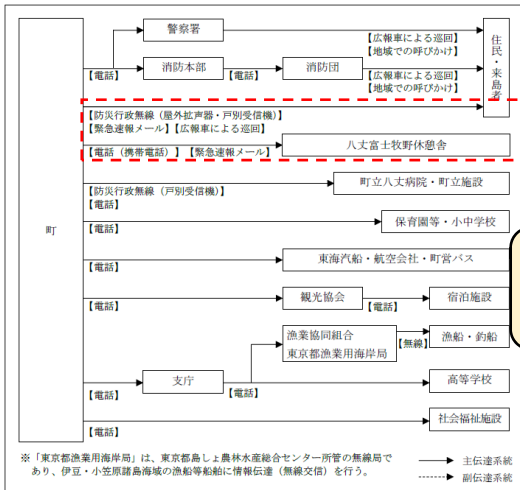 警察署
【広報車による巡回】
【地域での呼びかけ】
住民・来島者
【電話】
消防本部
【電話】
消防団
【広報車による巡回】
【地域での呼びかけ】
【防災行政無線（屋外拡声器・戸別受信機）】
【緊急速報メール】【広報車による巡回】
【電話（携帯電話）】【緊急速報メール】
八丈富士牧野休憩舎
町
【防災行政無線（戸別受信機）】
【電話】
町立八丈病院・町立施設
【電話】
保育園等・小中学校
【電話】
東海汽船・航空会社・町営バス
【電話】
観光協会
【電話】
宿泊施設
漁業協同組合
東京都漁業用海岸局
【無線】
漁船・釣船
【電話】
支庁
【電話】
高等学校
【電話】
社会福祉施設
※「東京都漁業用海岸局」は、東京都島しょ農林水産総合センター所管の無線局で
あり、伊豆・小笠原諸島海域の漁船等船舶に情報伝達（無線交信）を行う。
主伝達系統
副伝達系統